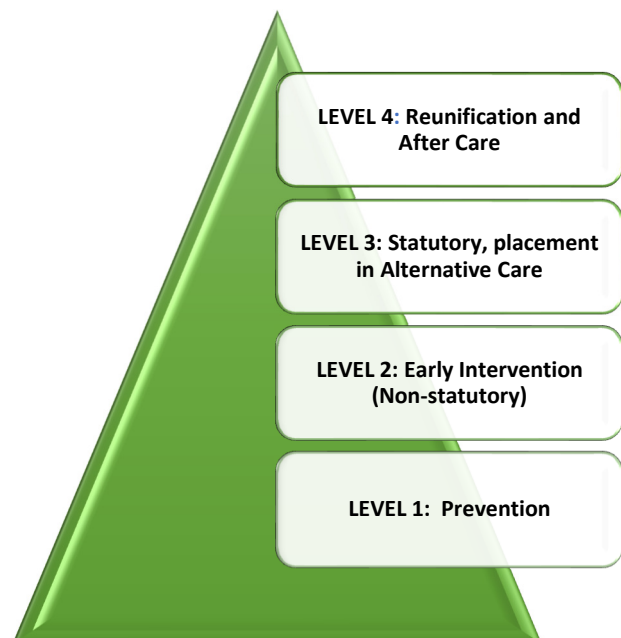 LEVEL 4: Reunification and
After Care
LEVEL 3: Statutory, placement
in Alternative Care
LEVEL 2: Early Intervention
(Non-statutory)
LEVEL 1:  Prevention